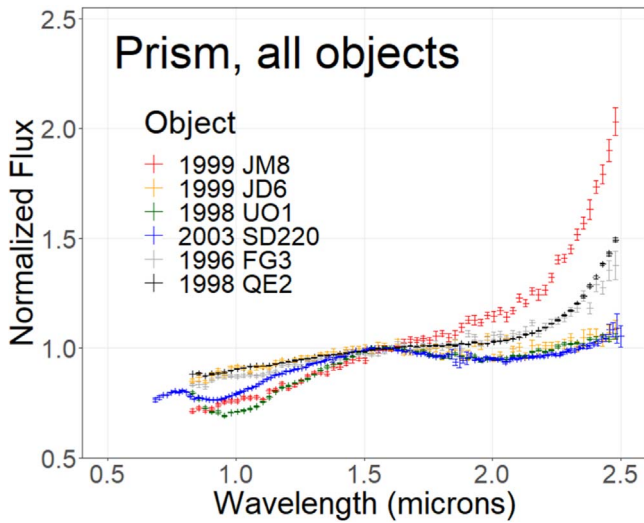 Prism, all objects
Object
1999 JM8
1999 JD6
1998 UO1
2003 SD220
1996 FG3
1998 QE2
Normalized Flux
2.5
2.0
1.5
1.0
0.5
0.5 1.0 1.5 2.0 2.5
Wavelength (microns)